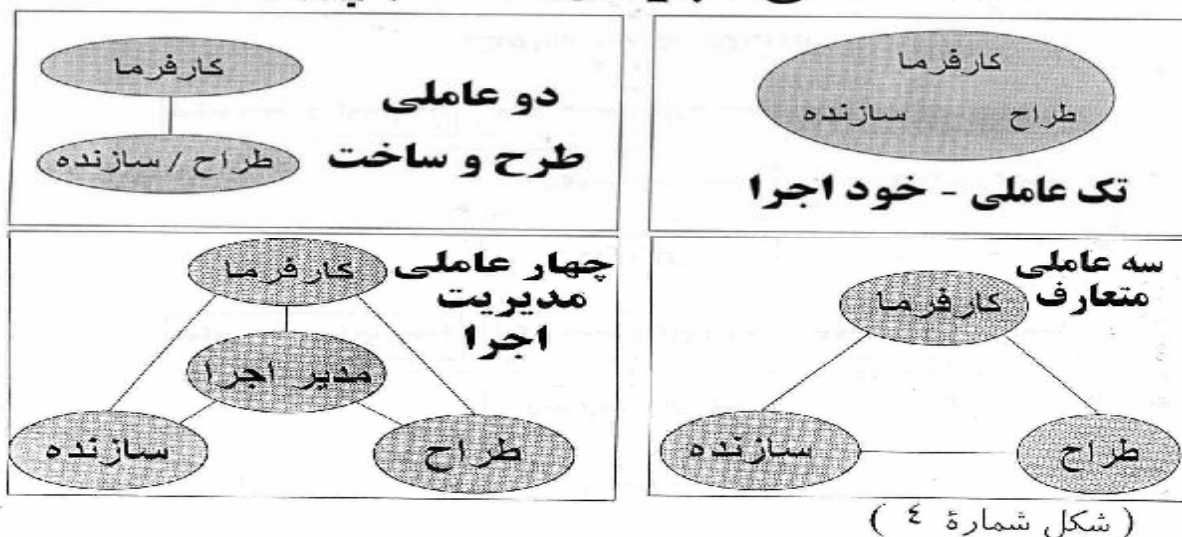 کارفرما
طراح سازنده
تک عاملی - خود اجرا
کارفرما
طراح / سازنده
دو عاملی
طرح و ساخت
سه عاملی
متعارف
کارفرما
طراح
سازنده
چهار عاملی
مدیریت
اجرا
کارفرما
مدیر اجرا
طراح
سازنده
( شکل شمارهٔ ٤ )